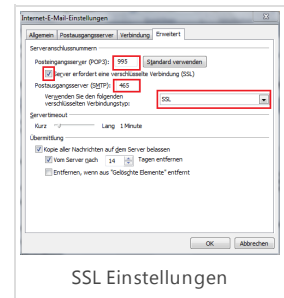 Internet-E-Mail-Einstellungen
Allgemein Postausgangsserver Verbindung Erweitert
Serveranschlussnummern
Posteingangsserver (POP3): 995 Standard verwenden
Server erfordert eine verschlüsselte Verbindung (SSL)
Postausgangsserver (SMTP): 465
Verwenden Sie den folgenden
verschlüsselten Verbindungstyp: SSL
Servertimeout
Kurz Lang 1 Minute
Übermittlung
Kopie aller Nachrichten auf dem Server belassen
Vom Server nach 14 Tagen entfernen
Entfernen, wenn aus "Gelöschte Elemente" entfernt
OK Abbrechen
SSL Einstellungen